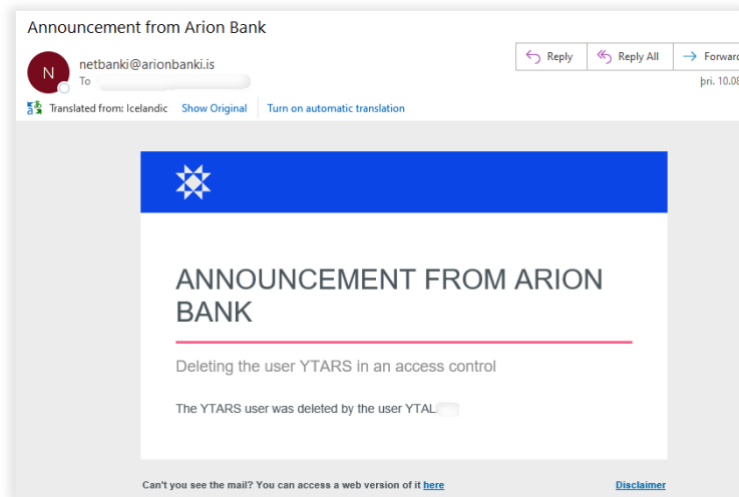 Announcement from Arion Bank
N
netbanki@arionbanki.is
To
Reply
Reply All
Forward
þri. 10.08
Translated from: Icelandic Show Original Turn on automatic translation
ANNOUNCEMENT FROM ARION
BANK
Deleting the user YTARS in an access control
The YTARS user was deleted by the user YTAL
Can't you see the mail? You can access a web version of it here
Disclaimer